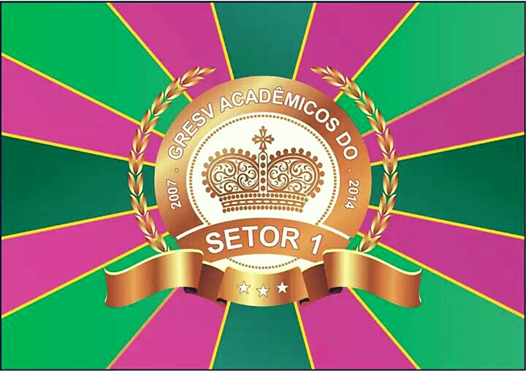 GRESV ACADÊMICOS DO
2007 · · 2014
SETOR 1